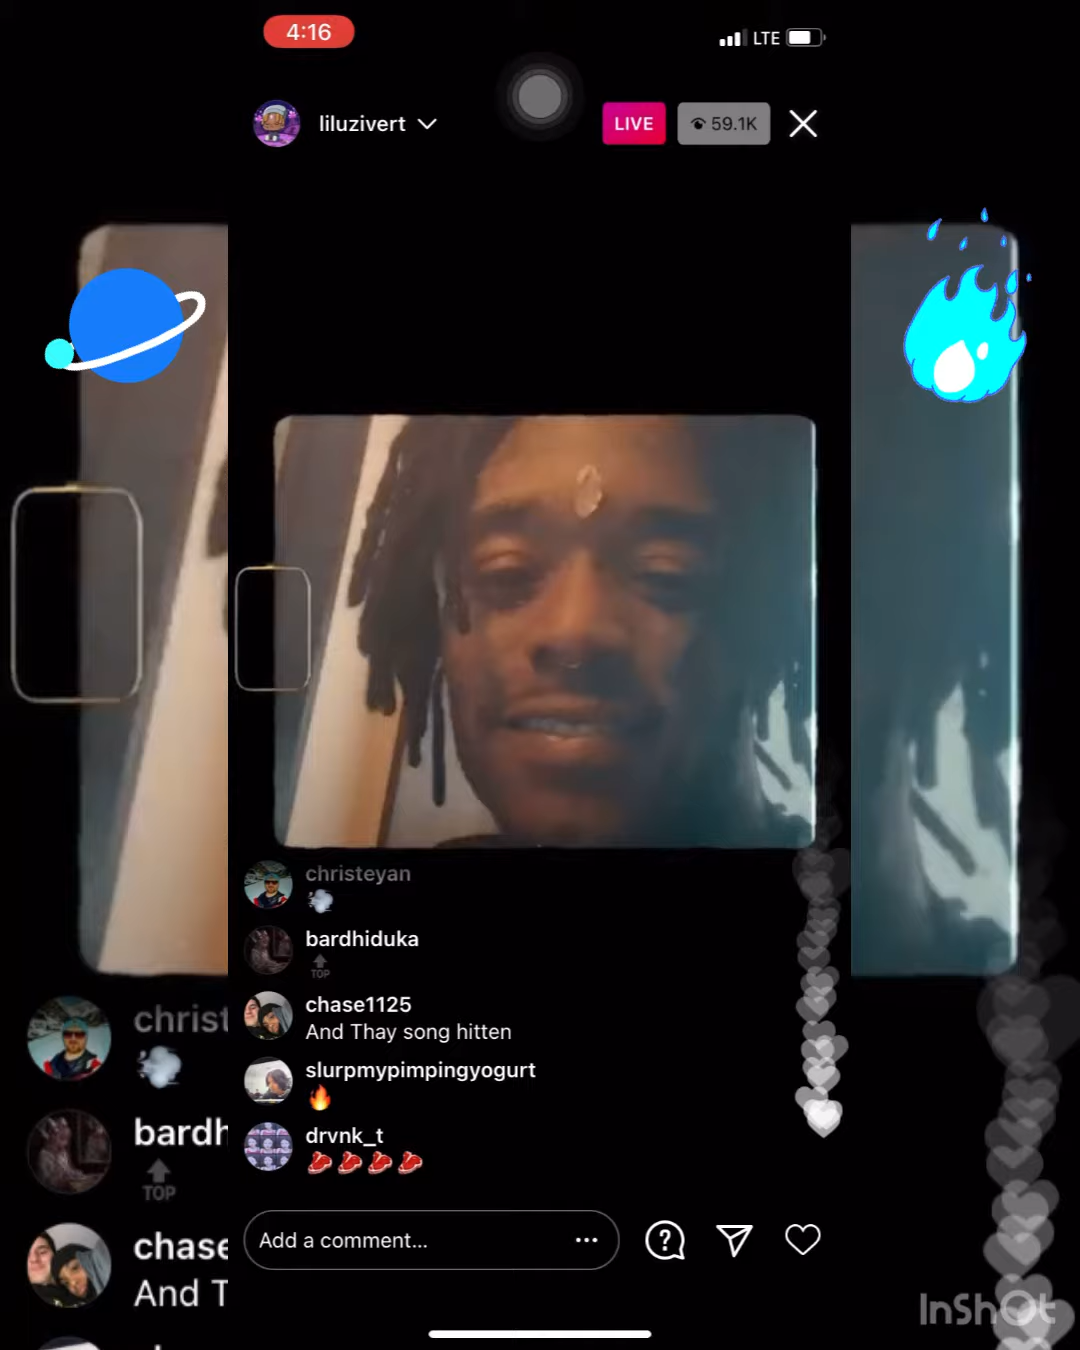 4:16
LTE
liluzivert
LIVE
59.1K
christeyan
bardhiduka
TOP
chase1125
And Thay song hitten
slurpmypimpingyogurt
drvnk_t
Add a comment...
christ
bardh
TOP
chase
And T
InShOt